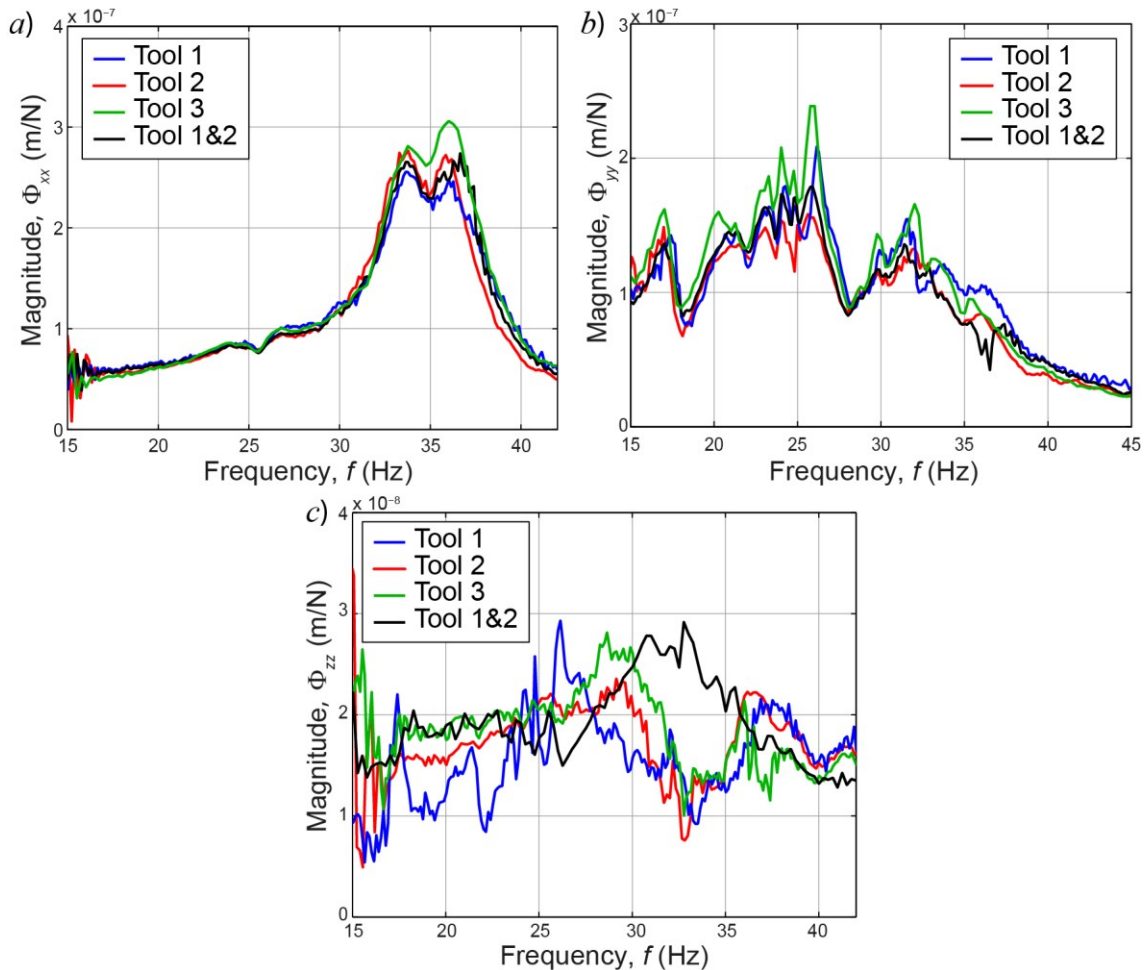 a)
x 10⁻⁷
4
3
2
1
0
Magnitude, Φxx (m/N)
Tool 1
Tool 2
Tool 3
Tool 1&2
15 20 25 30 35 40
Frequency, f (Hz)
b)
x 10⁻⁷
3
2
1
0
Magnitude, Φyy (m/N)
Tool 1
Tool 2
Tool 3
Tool 1&2
15 20 25 30 35 40 45
Frequency, f (Hz)
c)
x 10⁻⁸
4
3
2
1
0
Magnitude, Φzz (m/N)
Tool 1
Tool 2
Tool 3
Tool 1&2
15 20 25 30 35 40
Frequency, f (Hz)